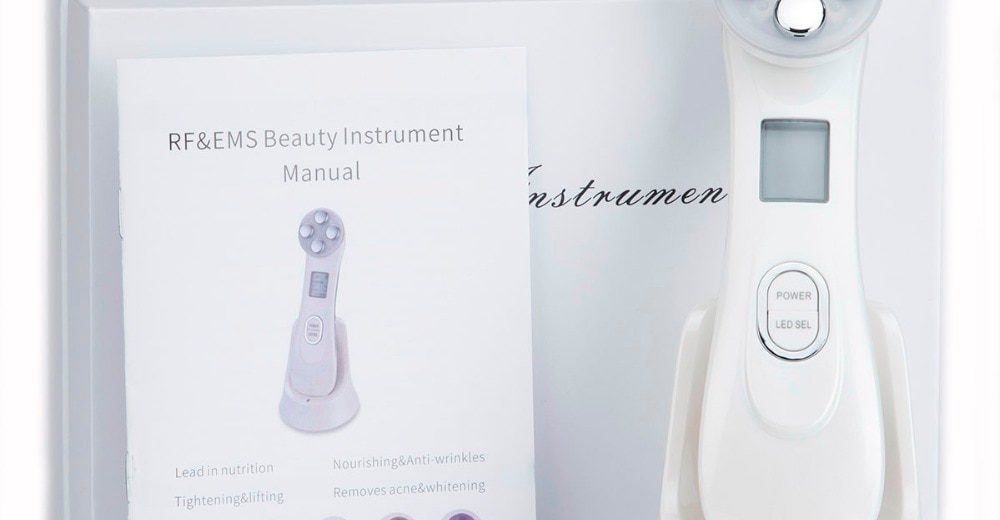 RF&EMS Beauty Instrument
Manual
Instrumen
POWER
LED SEL
Lead in nutrition
Nourishing&Anti-wrinkles
Tightening&lifting
Removes acne&whitening